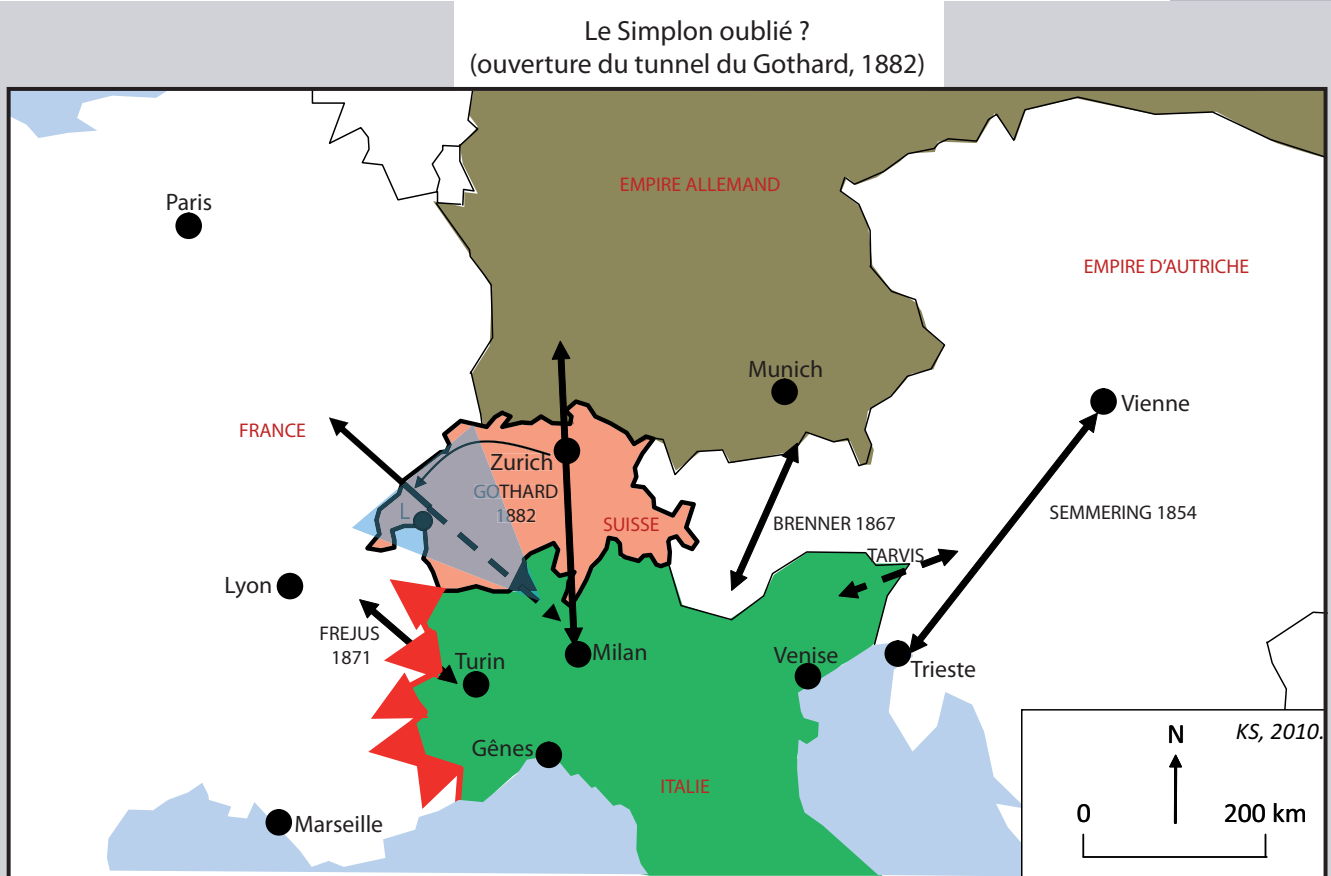 Le Simplon oublié ?
(ouverture du tunnel du Gothard, 1882)
EMPIRE ALLEMAND
Paris
EMPIRE D'AUTRICHE
Munich
Vienne
FRANCE
Zurich
GOTHARD
1882
L
SUISSE
BRENNER 1867
SEMMERING 1854
TARVIS
Lyon
FREJUS
1871
Turin
Milan
Venise
Trieste
Gênes
ITALIE
Marseille
N
KS, 2010.
0
200 km